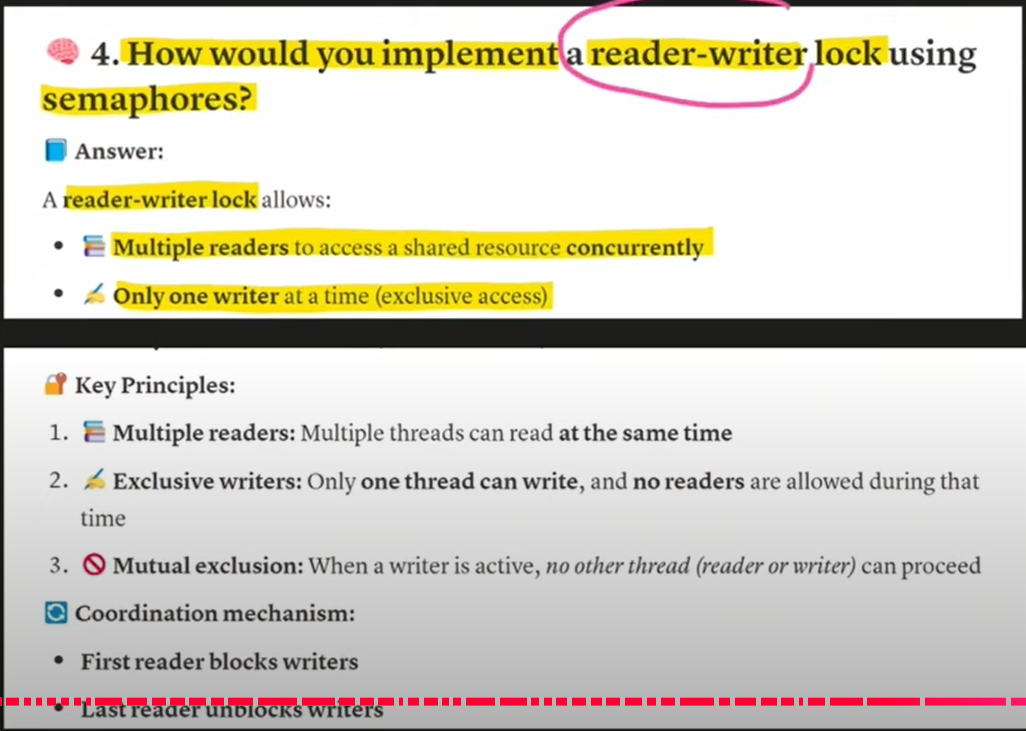 4. How would you implement a reader-writer lock using
semaphores?
Answer:
A reader-writer lock allows:
• Multiple readers to access a shared resource concurrently
• Only one writer at a time (exclusive access)
Key Principles:
1. Multiple readers: Multiple threads can read at the same time
2. Exclusive writers: Only one thread can write, and no readers are allowed during that
time
3. Mutual exclusion: When a writer is active, no other thread (reader or writer) can proceed
Coordination mechanism:
• First reader blocks writers
• Last reader unblocks writers